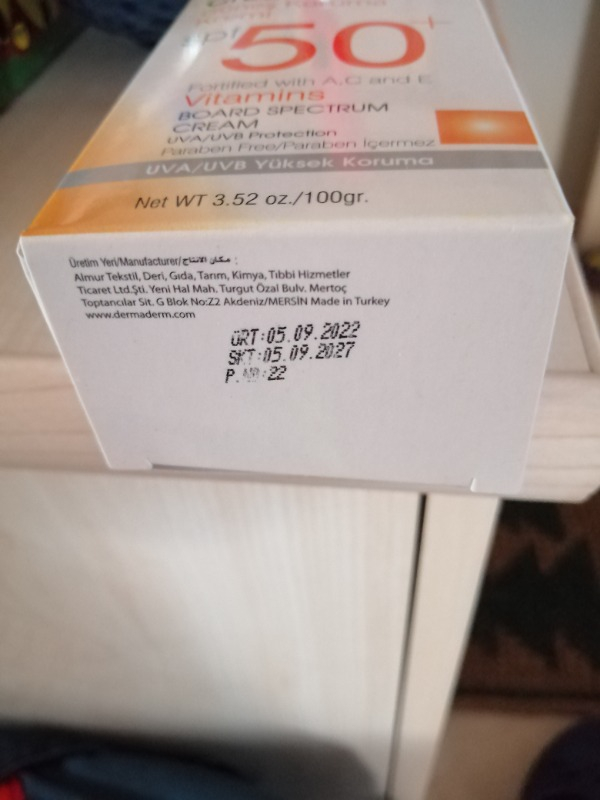 spf
50+
Fortified with A,C and E
Vitamins
BOARD SPECTRUM
CREAM
UVA/UVB Protection
Paraben Free/Paraben İçermez
UVA/UVB Yüksek Koruma
Net WT 3.52 oz./100gr.
Üretim Yeri/Manufacturer/مكان الانتاج :
Almur Tekstil, Deri, Gıda, Tarım, Kimya, Tıbbi Hizmetler
Ticaret Ltd.Şti. Yeni Hal Mah. Turgut Özal Bulv. Mertoç
Toptancılar Sit. G Blok No:Z2 Akdeniz/MERSİN Made in Turkey
www.dermaderm.com
ÜRT:05.09.2022
SKT:05.09.2027
P. :22